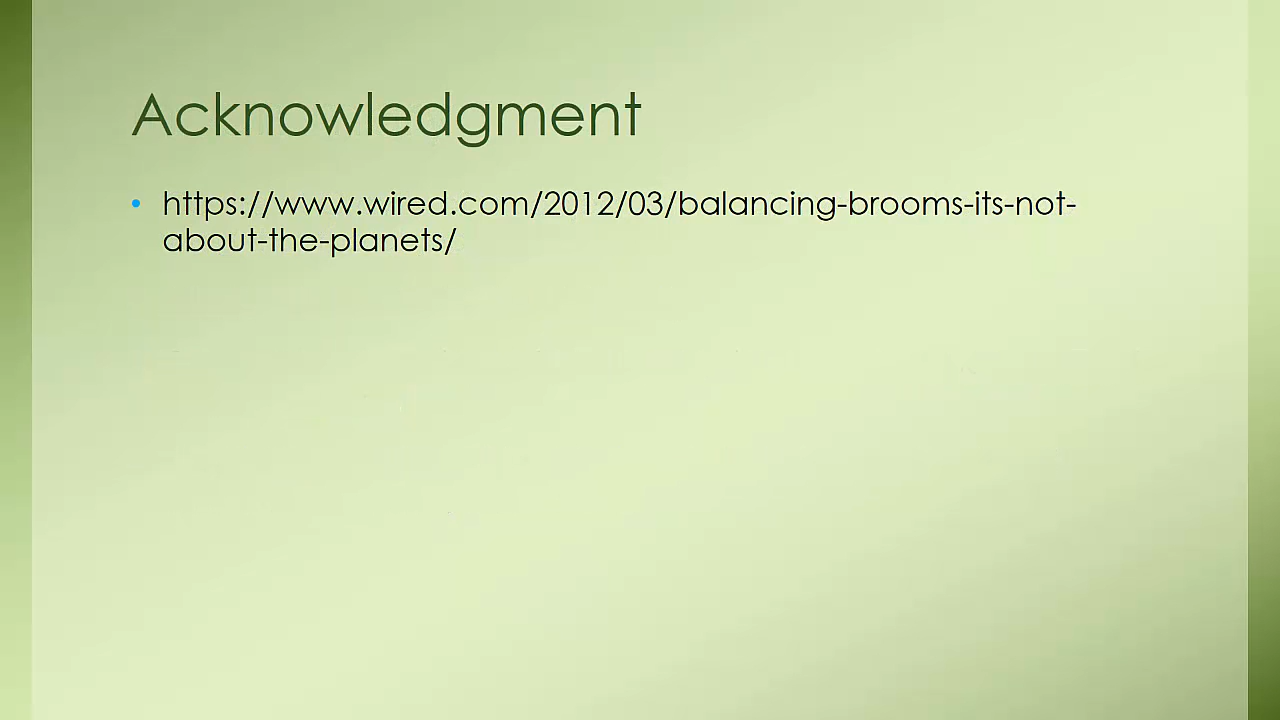 Acknowledgment
• https://www.wired.com/2012/03/balancing-brooms-its-not-
about-the-planets/